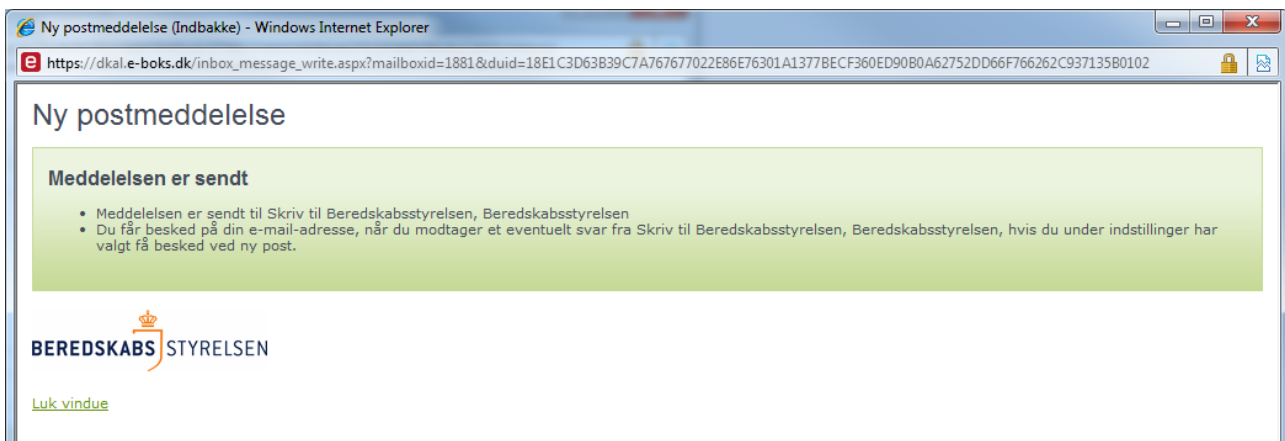 Ny postmeddelelse (Indbakke) - Windows Internet Explorer
https://dkal.e-boks.dk/inbox_message_write.aspx?mailboxid=1881&duid=18E1C3D63B39C7A767677022E86E76301A1377BECF360ED90B0A62752DD66F766262C937135B0102
Ny postmeddelelse
Meddelelsen er sendt
• Meddelelsen er sendt til Skriv til Beredskabsstyrelsen, Beredskabsstyrelsen
• Du får besked på din e-mail-adresse, når du modtager et eventuelt svar fra Skriv til Beredskabsstyrelsen, Beredskabsstyrelsen, hvis du under indstillinger har
valgt få besked ved ny post.
BEREDSKABS STYRELSEN
Luk vindue